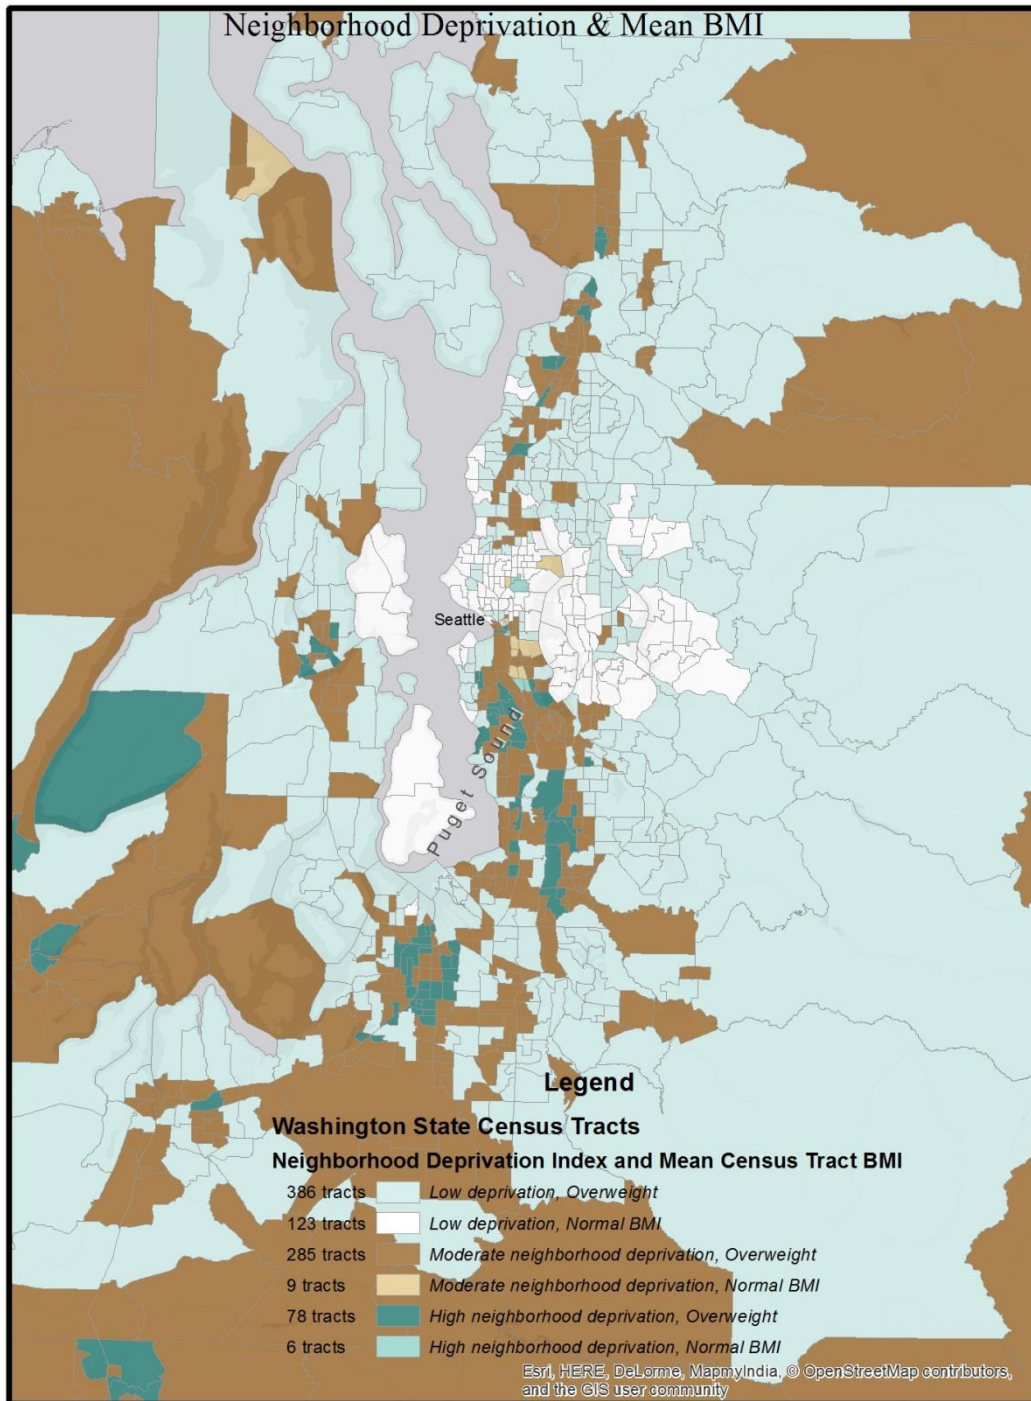 Neighborhood Deprivation & Mean BMI
Seattle
Puget Sound
Legend
Washington State Census Tracts
Neighborhood Deprivation Index and Mean Census Tract BMI
386 tracts Low deprivation, Overweight
123 tracts Low deprivation, Normal BMI
285 tracts Moderate neighborhood deprivation, Overweight
9 tracts Moderate neighborhood deprivation, Normal BMI
78 tracts High neighborhood deprivation, Overweight
6 tracts High neighborhood deprivation, Normal BMI
Esri, HERE, DeLorme, MapmyIndia, © OpenStreetMap contributors,
and the GIS user community